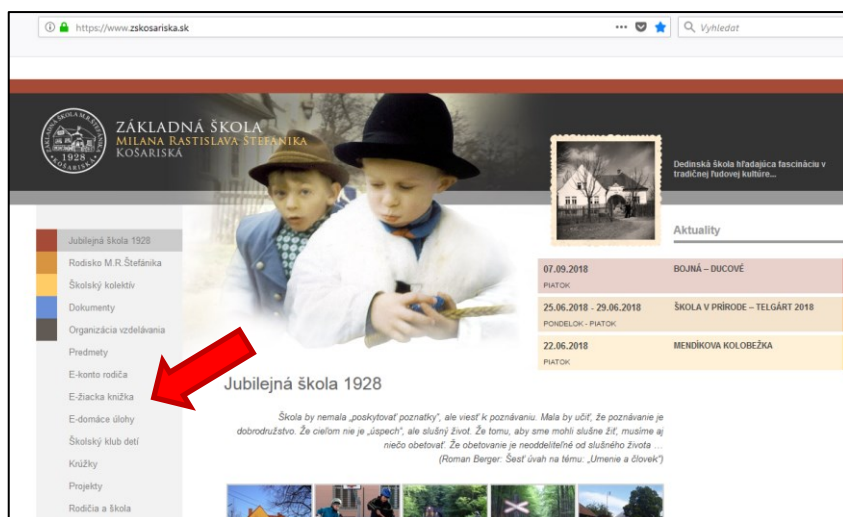 https://www.zskosariska.sk
Vyhledat
ZÁKLADNÁ ŠKOLA
MILANA RASTISLAVA ŠTEFÁNIKA
KOŠARISKÁ
ZÁKLADNÁ ŠKOLA M.R. ŠTEFÁNIKA
1928
KOŠARISKÁ
Dedinská škola hľadajúca fascináciu v
tradičnej ľudovej kultúre...
Jubilejná škola 1928
Rodisko M.R.Štefánika
Školský kolektív
Dokumenty
Organizácia vzdelávania
Predmety
E-konto rodiča
E-žiacka knižka
E-domáce úlohy
Školský klub detí
Krúžky
Projekty
Rodičia a škola
Aktuality
07.09.2018 BOJNÁ – DUCOVÉ
PIATOK
25.06.2018 - 29.06.2018 ŠKOLA V PRÍRODE – TELGÁRT 2018
PONDELOK - PIATOK
22.06.2018 MENDÍKOVA KOLOBEŽKA
PIATOK
Jubilejná škola 1928
Škola by nemala „poskytovať poznatky", ale viesť k poznávaniu. Mala by učiť, že poznávanie je
dobrodružstvo. Že cieľom nie je „úspech", ale slušný život. Že tomu, aby sme mohli slušne žiť, musíme aj
niečo obetovať. Že obetovanie je neoddeliteľné od slušného života …
(Roman Berger: Šesť úvah na tému: „Umenie a človek")